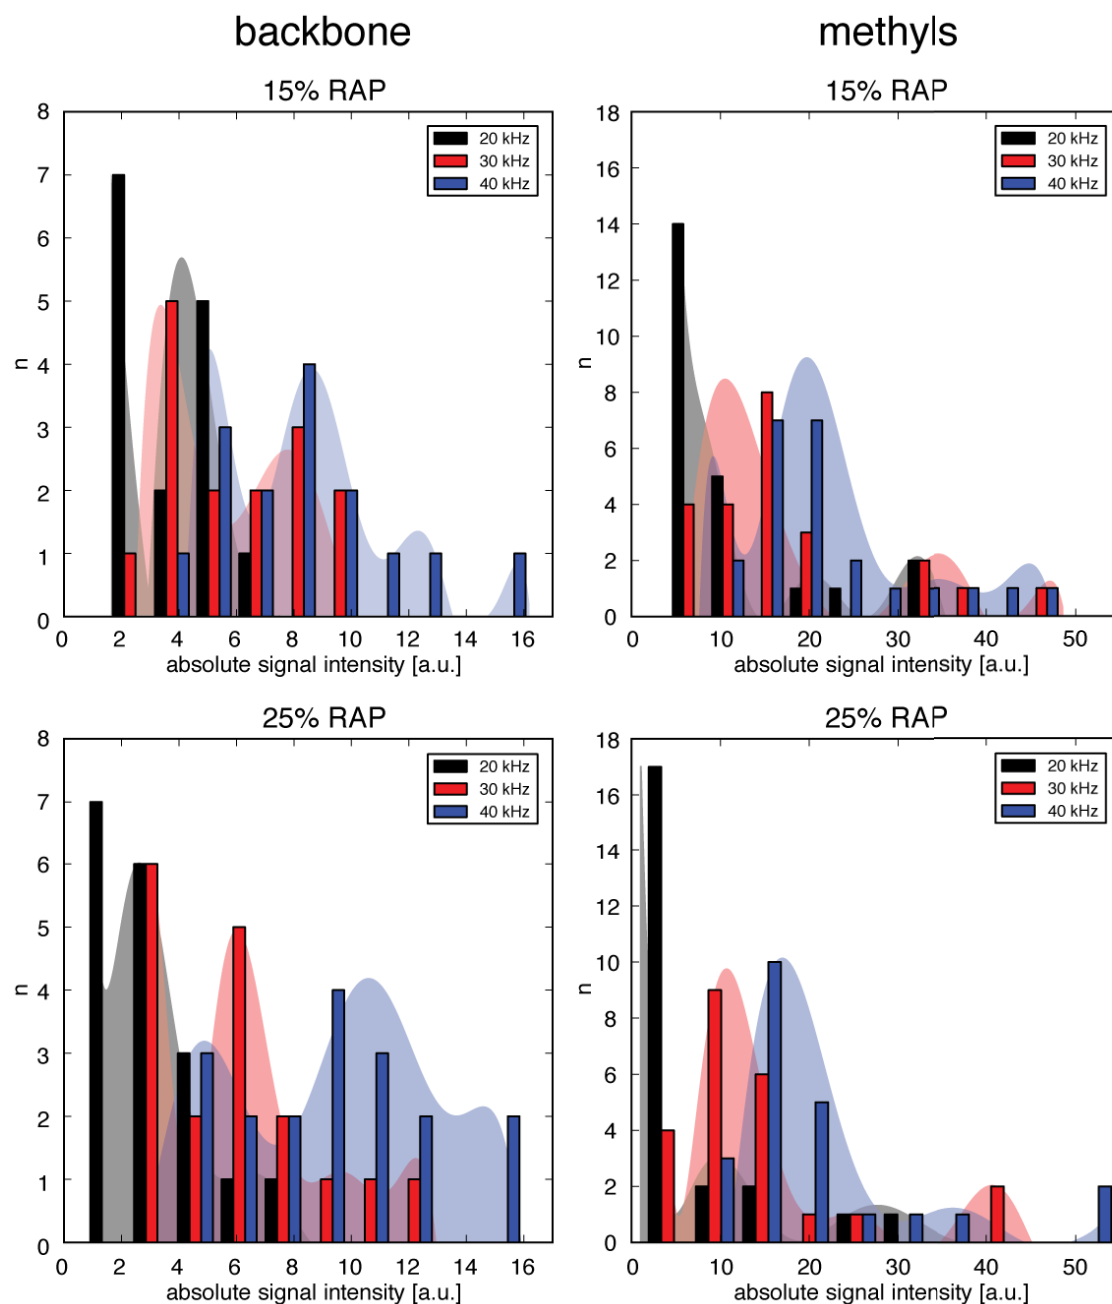 backbone
methyls
15% RAP
8
7
6
5
4
3
2
1
0
n
20 kHz
30 kHz
40 kHz
0 2 4 6 8 10 12 14 16
absolute signal intensity [a.u.]
15% RAP
18
16
14
12
10
8
6
4
2
0
n
20 kHz
30 kHz
40 kHz
0 10 20 30 40 50
absolute signal intensity [a.u.]
25% RAP
8
7
6
5
4
3
2
1
0
n
20 kHz
30 kHz
40 kHz
0 2 4 6 8 10 12 14 16
absolute signal intensity [a.u.]
25% RAP
18
16
14
12
10
8
6
4
2
0
n
20 kHz
30 kHz
40 kHz
0 10 20 30 40 50
absolute signal intensity [a.u.]